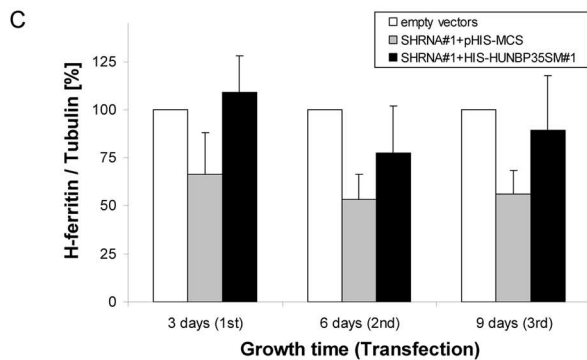 C
empty vectors
SHRNA#1+pHIS-MCS
SHRNA#1+HIS-HUNBP35SM#1
H-ferritin / Tubulin [%]
125
100
75
50
25
0
3 days (1st) 6 days (2nd) 9 days (3rd)
Growth time (Transfection)